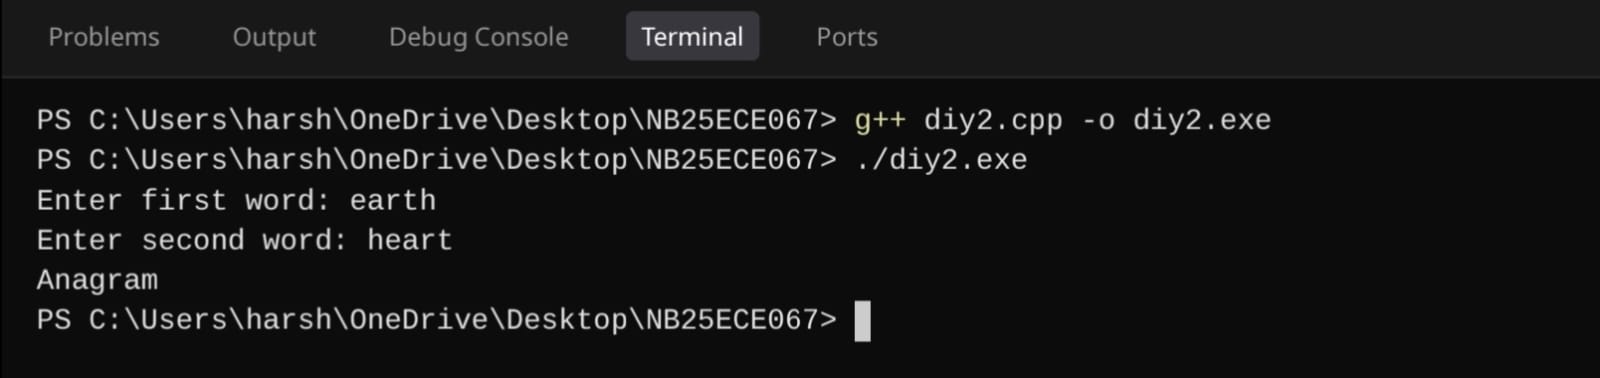 Problems Output Debug Console Terminal Ports
PS C:\Users\harsh\OneDrive\Desktop\NB25ECE067> g++ diy2.cpp -o diy2.exe
PS C:\Users\harsh\OneDrive\Desktop\NB25ECE067> ./diy2.exe
Enter first word: earth
Enter second word: heart
Anagram
PS C:\Users\harsh\OneDrive\Desktop\NB25ECE067>